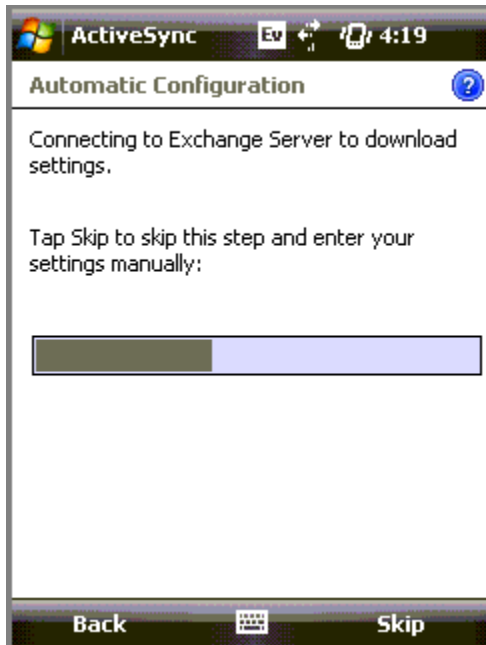 ActiveSync Ev 4:19
Automatic Configuration ?
Connecting to Exchange Server to download
settings.
Tap Skip to skip this step and enter your
settings manually:
Back Skip